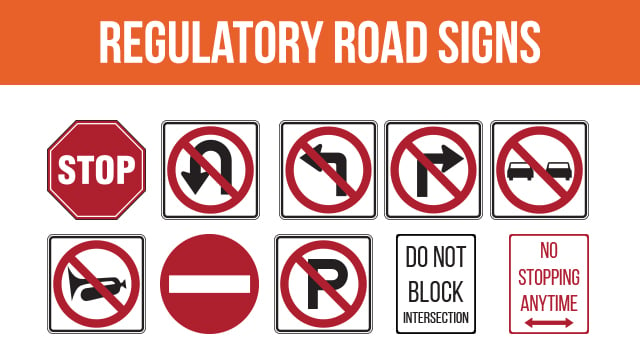 REGULATORY ROAD SIGNS
STOP
P
DO NOT
BLOCK
INTERSECTION
NO
STOPPING
ANYTIME